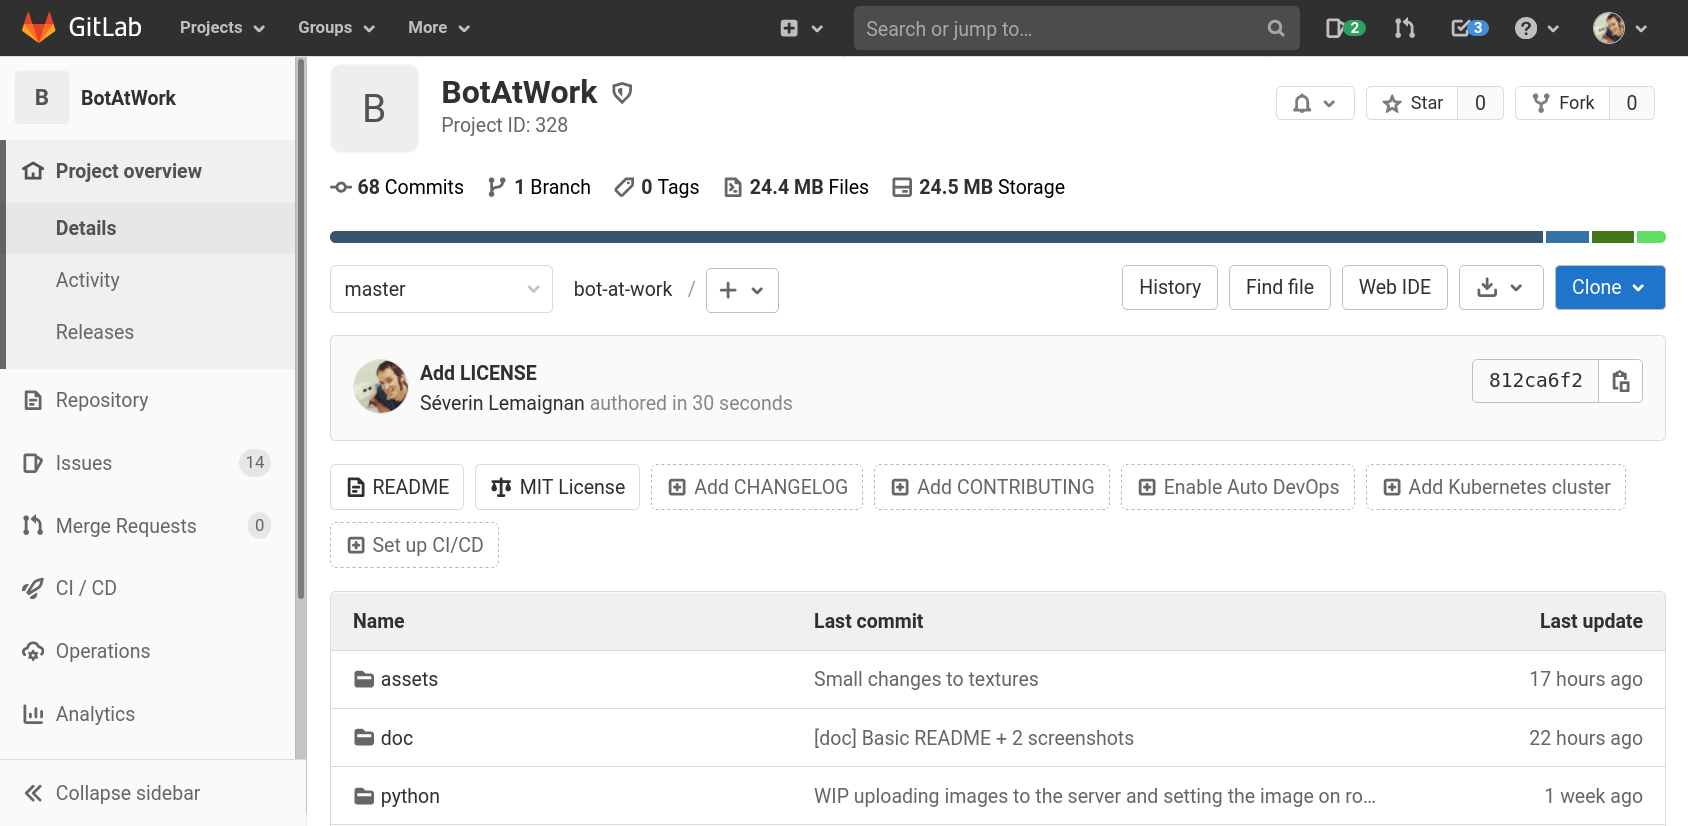 GitLab Projects Groups More Search or jump to... 2 3
B BotAtWork
Project overview
Details
Activity
Releases
Repository
Issues 14
Merge Requests 0
CI / CD
Operations
Analytics
Collapse sidebar
B BotAtWork
Project ID: 328
Star 0 Fork 0
68 Commits 1 Branch 0 Tags 24.4 MB Files 24.5 MB Storage
master bot-at-work / History Find file Web IDE Clone
Add LICENSE
Séverin Lemaignan authored in 30 seconds
812ca6f2
README MIT License Add CHANGELOG Add CONTRIBUTING Enable Auto DevOps Add Kubernetes cluster
Set up CI/CD
Name Last commit Last update
assets Small changes to textures 17 hours ago
doc [doc] Basic README + 2 screenshots 22 hours ago
python WIP uploading images to the server and setting the image on ro... 1 week ago